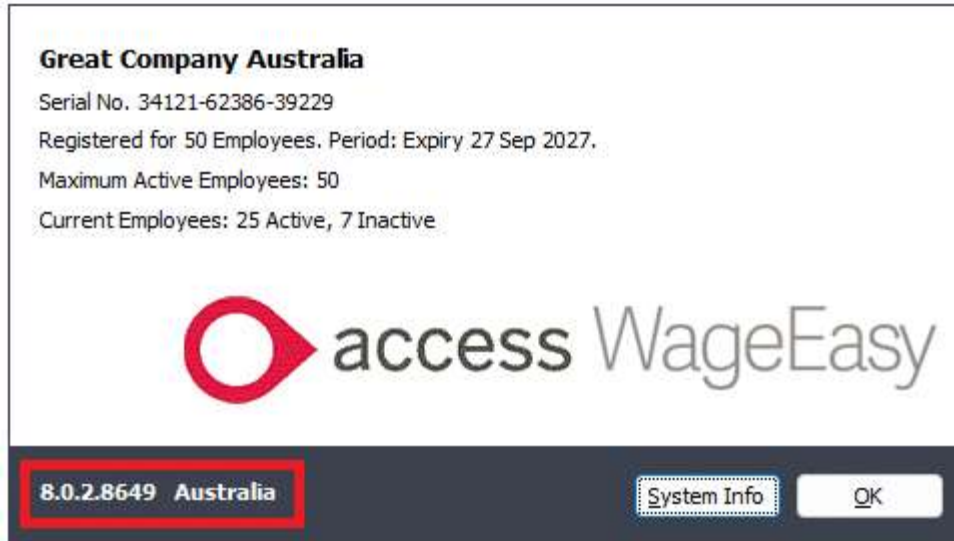 Great Company Australia
Serial No. 34121-62386-39229
Registered for 50 Employees. Period: Expiry 27 Sep 2027.
Maximum Active Employees: 50
Current Employees: 25 Active, 7 Inactive
access WageEasy
8.0.2.8649 Australia
System Info
OK